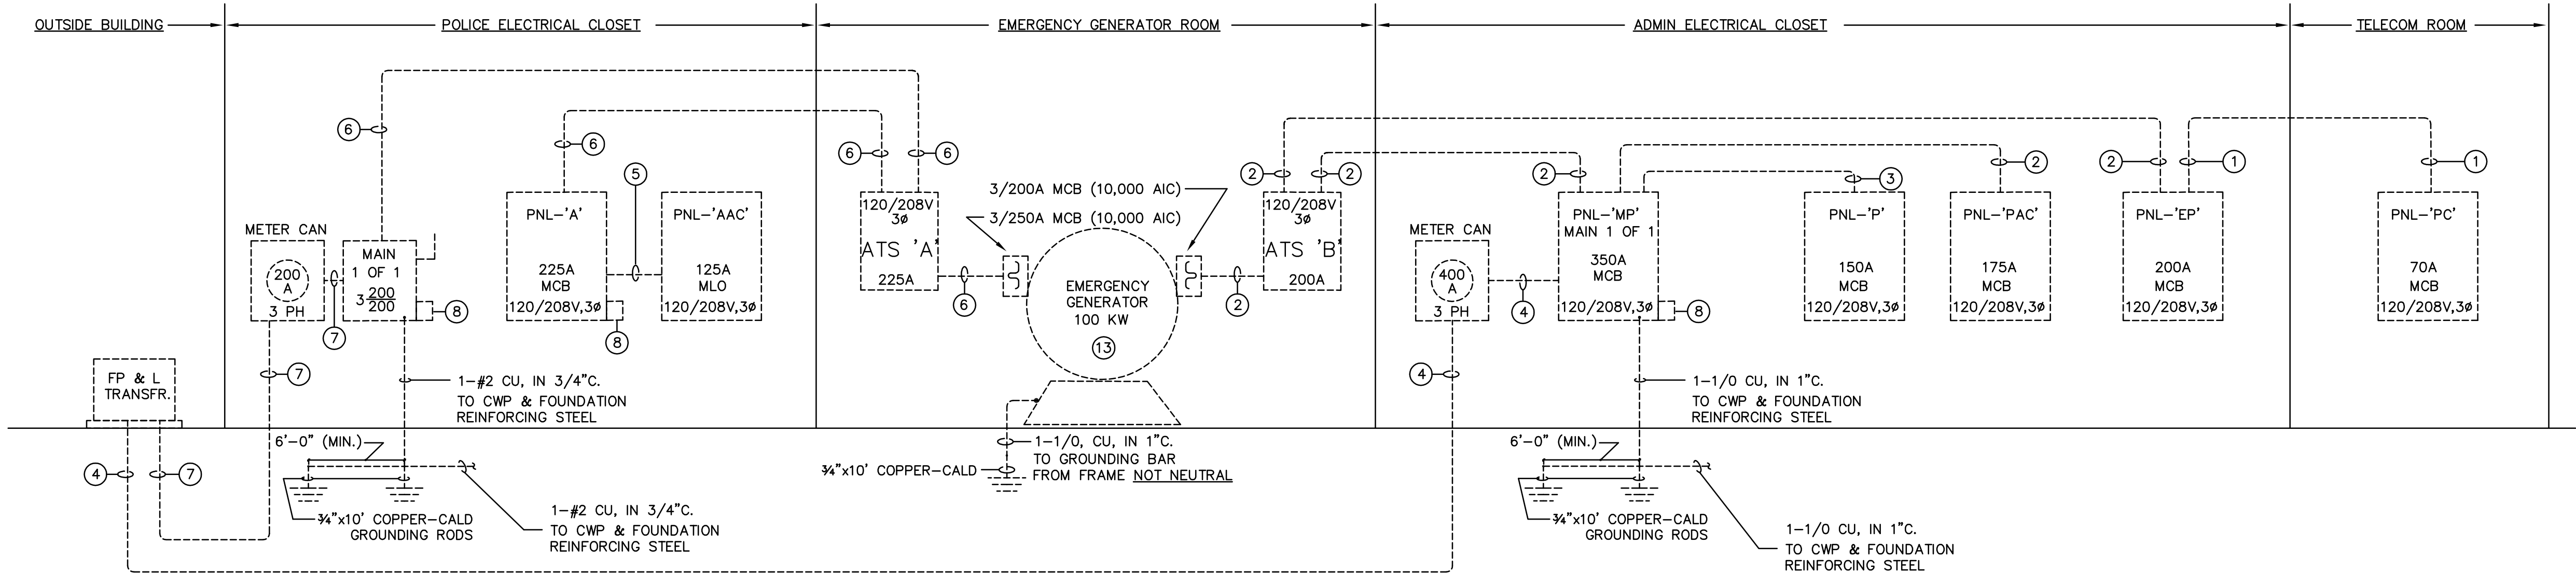 OUTSIDE BUILDING
POLICE ELECTRICAL CLOSET
EMERGENCY GENERATOR ROOM
ADMIN ELECTRICAL CLOSET
TELECOM ROOM
FP & L
TRANSFR.
4
7
7
METER CAN
200
A
3 PH
7
6
MAIN
1 OF 1
3 200
200
8
1-#2 CU, IN 3/4"C.
TO CWP & FOUNDATION
REINFORCING STEEL
6'-0" (MIN.)
¾"x10' COPPER-CALD
GROUNDING RODS
1-#2 CU, IN 3/4"C.
TO CWP & FOUNDATION
REINFORCING STEEL
6
PNL-'A'
225A
MCB
120/208V,3ø
8
5
PNL-'AAC'
125A
MLO
120/208V,3ø
6
6
120/208V
3ø
ATS 'A'
225A
6
3/200A MCB (10,000 AIC)
3/250A MCB (10,000 AIC)
EMERGENCY
GENERATOR
100 KW
13
¾"x10' COPPER-CALD
1-1/0, CU, IN 1"C.
TO GROUNDING BAR
FROM FRAME NOT NEUTRAL
2
2
2
120/208V
3ø
ATS 'B'
200A
METER CAN
400
A
3 PH
4
4
2
PNL-'MP'
MAIN 1 OF 1
350A
MCB
120/208V,3ø
8
1-1/0 CU, IN 1"C.
TO CWP & FOUNDATION
REINFORCING STEEL
6'-0" (MIN.)
¾"x10' COPPER-CALD
GROUNDING RODS
1-1/0 CU, IN 1"C.
TO CWP & FOUNDATION
REINFORCING STEEL
3
PNL-'P'
150A
MCB
120/208V,3ø
2
PNL-'PAC'
175A
MCB
120/208V,3ø
2
1
PNL-'EP'
200A
MCB
120/208V,3ø
1
PNL-'PC'
70A
MCB
120/208V,3ø